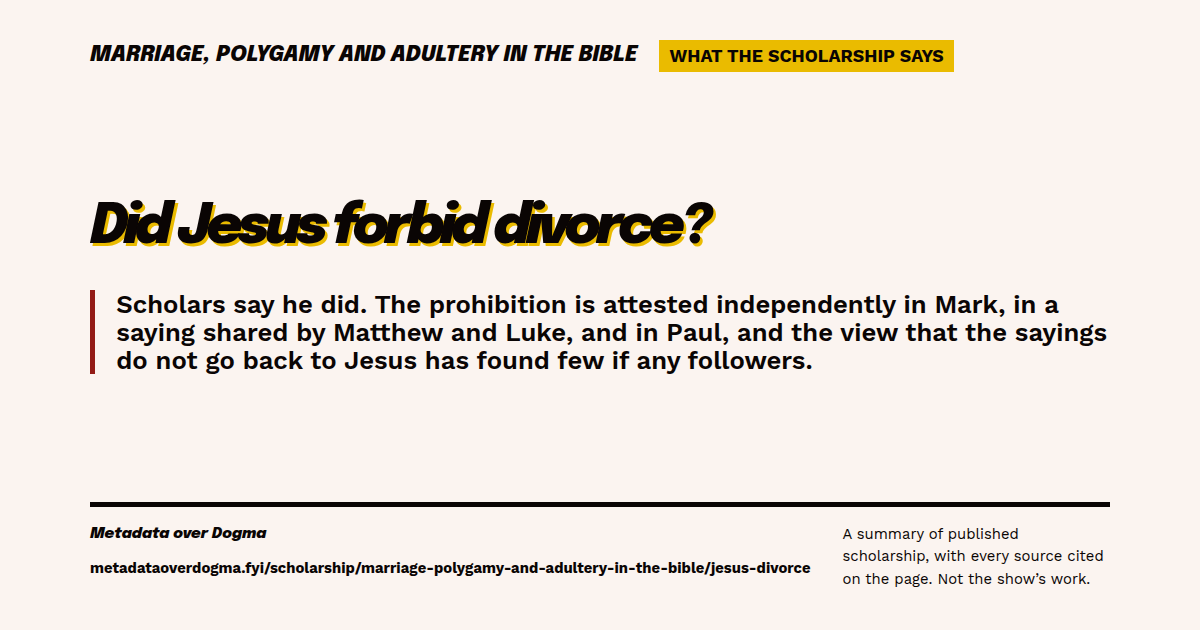 MARRIAGE, POLYGAMY AND ADULTERY IN THE BIBLE
WHAT THE SCHOLARSHIP SAYS
Did Jesus forbid divorce?
Scholars say he did. The prohibition is attested independently in Mark, in a
saying shared by Matthew and Luke, and in Paul, and the view that the sayings
do not go back to Jesus has found few if any followers.
Metadata over Dogma
metadataoverdogma.fyi/scholarship/marriage-polygamy-and-adultery-in-the-bible/jesus-divorce
A summary of published
scholarship, with every source cited
on the page. Not the show’s work.